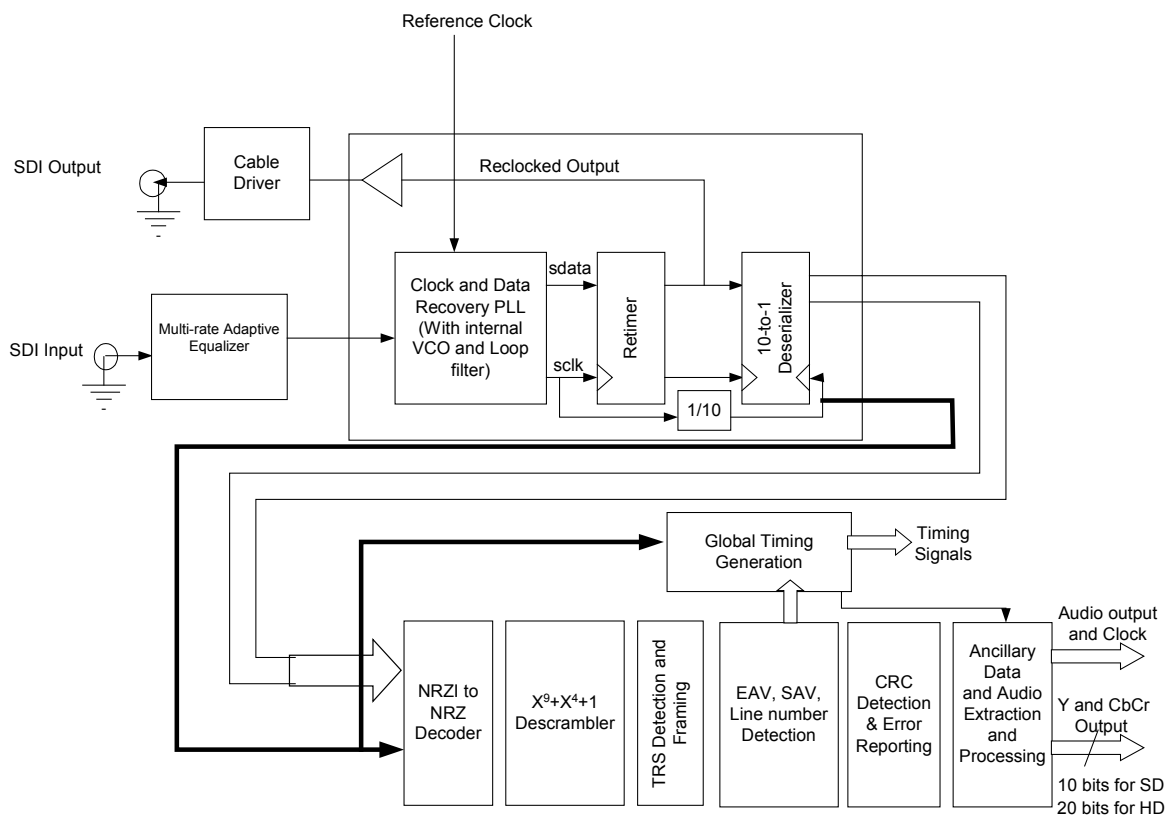 Reference Clock
SDI Output
Cable
Driver
Reclocked Output
SDI Input
Multi-rate Adaptive
Equalizer
Clock and Data
Recovery PLL
(With internal
VCO and Loop
filter)
sdata
sclk
Retimer
10-to-1
Deserializer
1/10
Global Timing
Generation
Timing
Signals
NRZI to
NRZ
Decoder
X⁹+X⁴+1
Descrambler
TRS Detection and
Framing
EAV, SAV,
Line number
Detection
CRC
Detection
& Error
Reporting
Ancillary
Data
and Audio
Extraction
and
Processing
Audio output
and Clock
Y and CbCr
Output
10 bits for SD
20 bits for HD